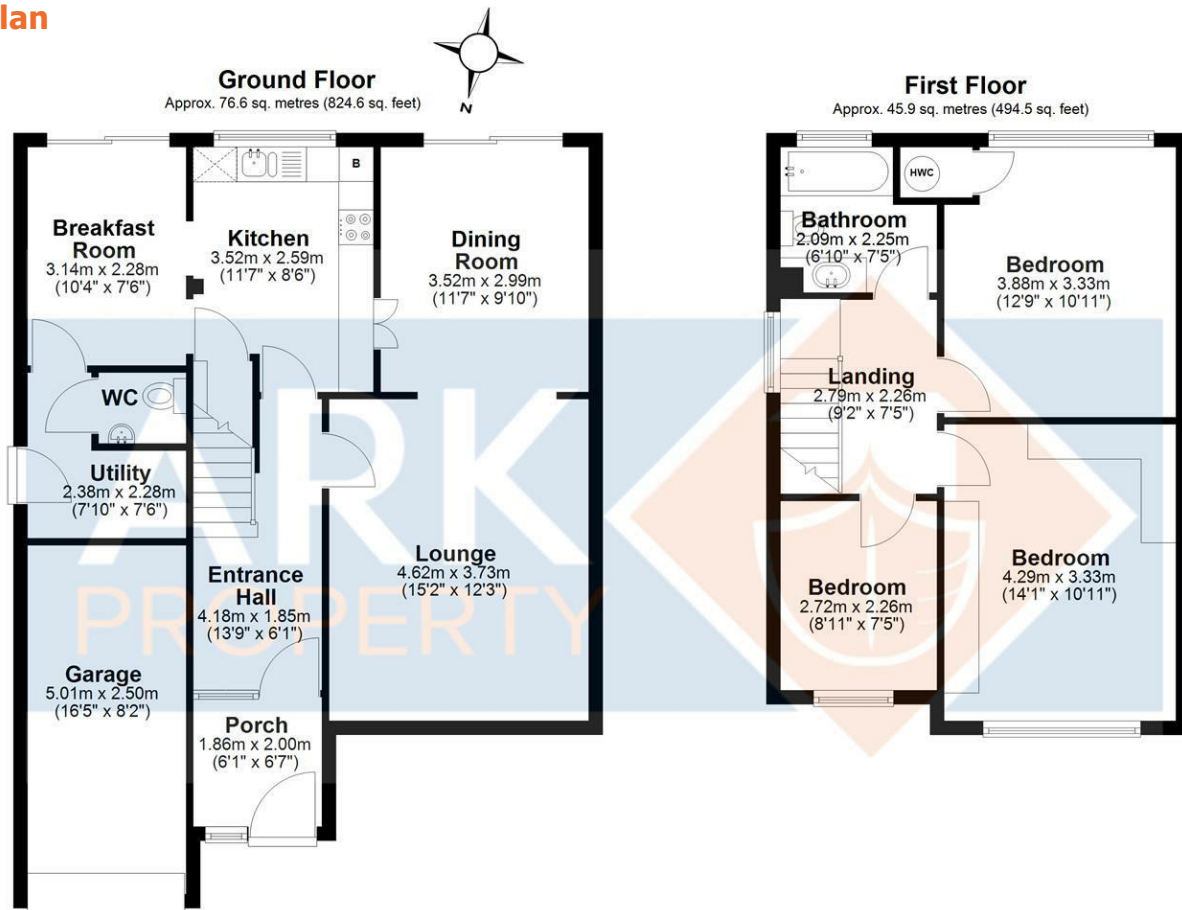 lan
N
Ground Floor
Approx. 76.6 sq. metres (824.6 sq. feet)
B
Breakfast
Room
3.14m x 2.28m
(10'4" x 7'6")
Kitchen
3.52m x 2.59m
(11'7" x 8'6")
Dining
Room
3.52m x 2.99m
(11'7" x 9'10")
WC
Utility
2.38m x 2.28m
(7'10" x 7'6")
Lounge
4.62m x 3.73m
(15'2" x 12'3")
Entrance
Hall
4.18m x 1.85m
(13'9" x 6'1")
Garage
5.01m x 2.50m
(16'5" x 8'2")
Porch
1.86m x 2.00m
(6'1" x 6'7")
First Floor
Approx. 45.9 sq. metres (494.5 sq. feet)
HWC
Bathroom
2.09m x 2.25m
(6'10" x 7'5")
Bedroom
3.88m x 3.33m
(12'9" x 10'11")
Landing
2.79m x 2.26m
(9'2" x 7'5")
Bedroom
2.72m x 2.26m
(8'11" x 7'5")
Bedroom
4.29m x 3.33m
(14'1" x 10'11")
ARK
PROPERTY